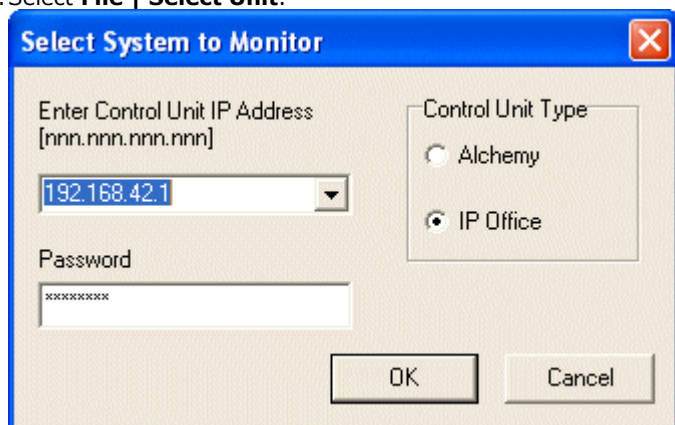 . Select File | Select Unit.
Select System to Monitor
Enter Control Unit IP Address
[nnn.nnn.nnn.nnn]
192.168.42.1
Password
********
Control Unit Type
Alchemy
IP Office
OK
Cancel